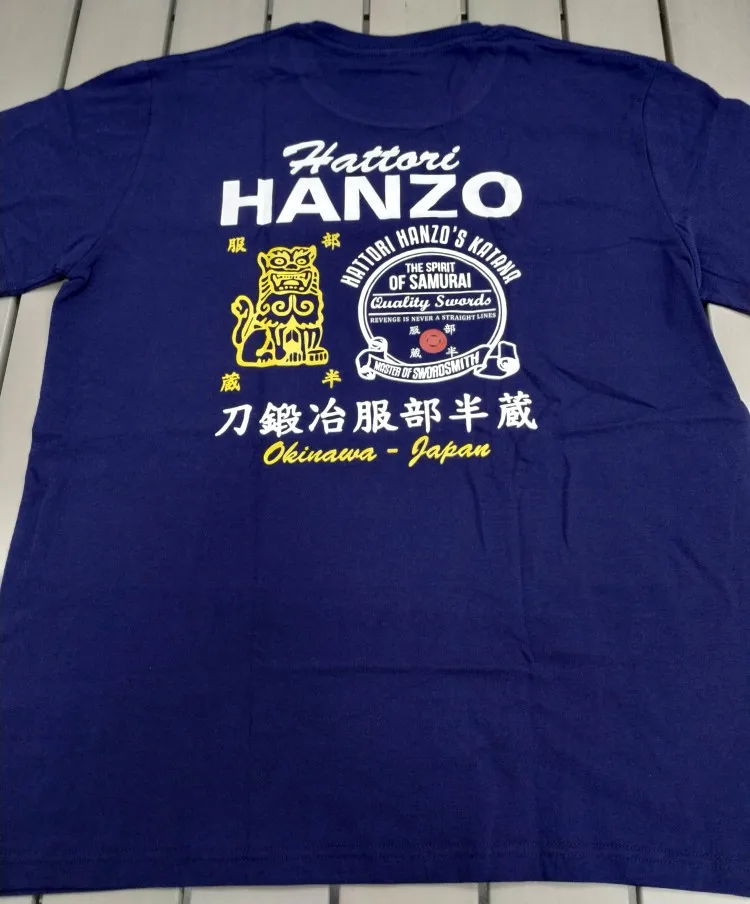 Hattori
HANZO
服 部
蔵 半
HATTORI HANZO'S KATANA
THE SPIRIT
OF SAMURAI
Quality Swords
REVENGE IS NEVER A STRAIGHT LINES
服 部
蔵 半
MASTER OF SWORDSMITH
刀鍛冶服部半蔵
Okinawa - Japan